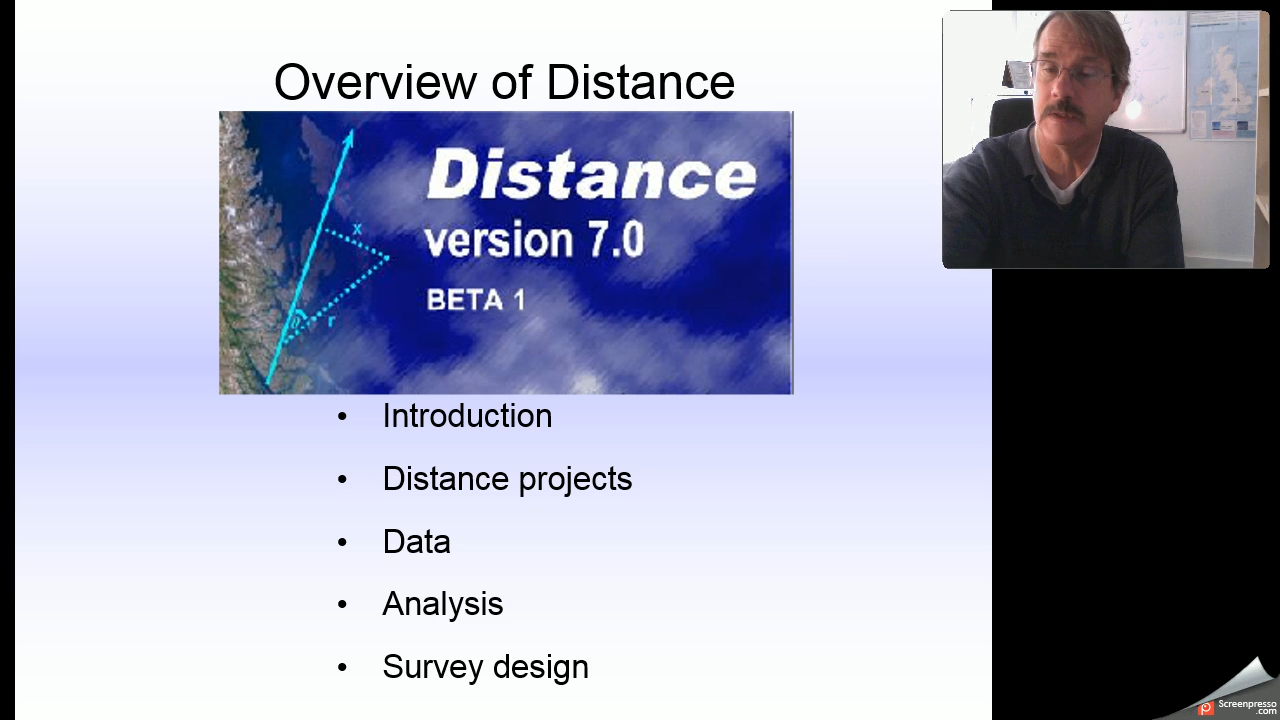 Overview of Distance
Distance
version 7.0
BETA 1
x
θ
r
• Introduction
• Distance projects
• Data
• Analysis
• Survey design
Screenpresso
.com